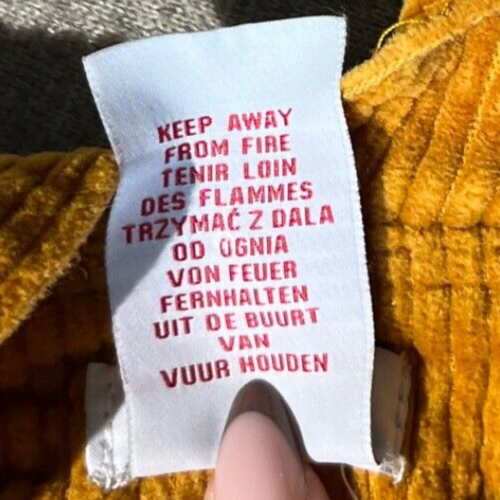 KEEP AWAY
FROM FIRE
TENIR LOIN
DES FLAMMES
TRZYMAĆ Z DALA
OD OGNIA
VON FEUER
FERNHALTEN
UIT DE BUURT
VAN
VUUR HOUDEN